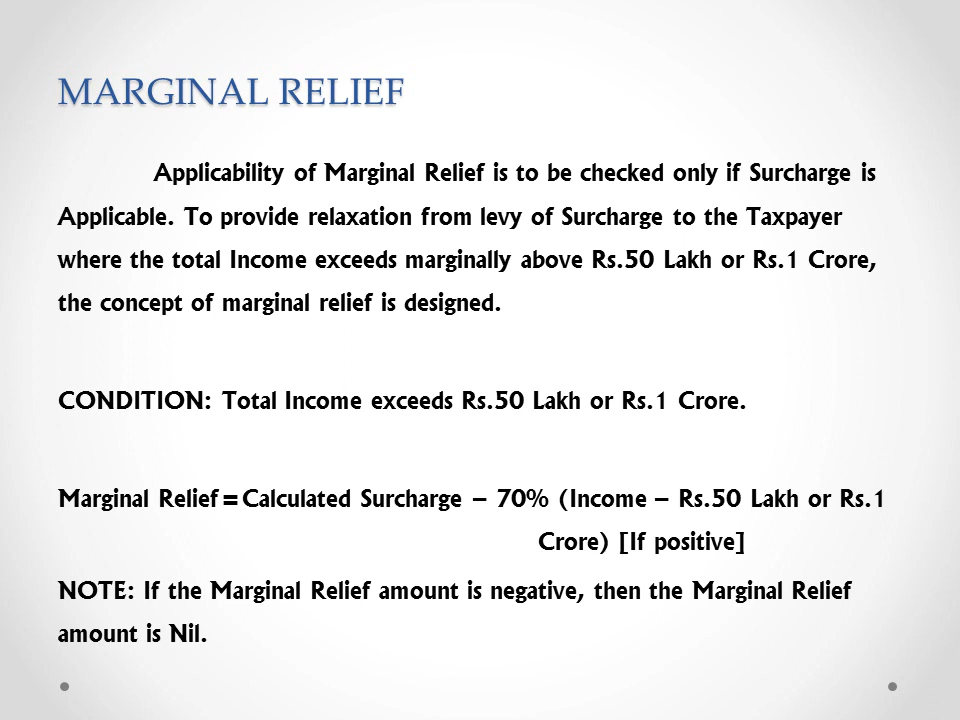 MARGINAL RELIEF
Applicability of Marginal Relief is to be checked only if Surcharge is
Applicable. To provide relaxation from levy of Surcharge to the Taxpayer
where the total Income exceeds marginally above Rs.50 Lakh or Rs.1 Crore,
the concept of marginal relief is designed.
CONDITION: Total Income exceeds Rs.50 Lakh or Rs.1 Crore.
Marginal Relief=Calculated Surcharge – 70% (Income – Rs.50 Lakh or Rs.1
Crore) [If positive]
NOTE: If the Marginal Relief amount is negative, then the Marginal Relief
amount is Nil.